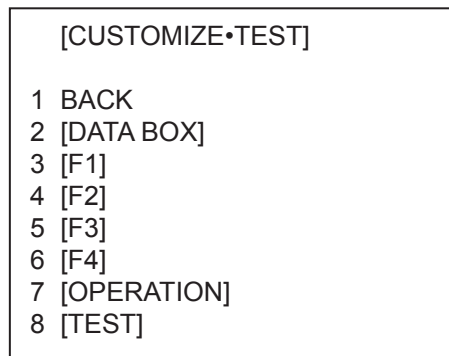 [CUSTOMIZE•TEST]
1 BACK
2 [DATA BOX]
3 [F1]
4 [F2]
5 [F3]
6 [F4]
7 [OPERATION]
8 [TEST]